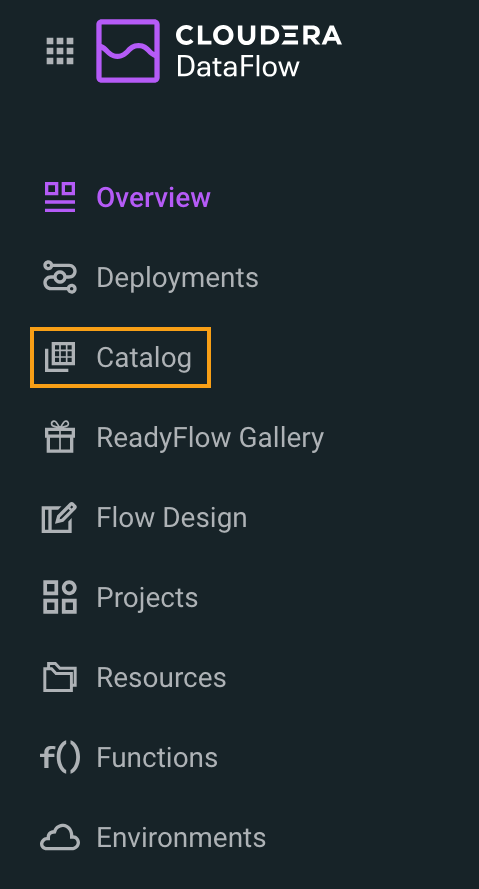 CLOUDERA
DataFlow
Overview
Deployments
Catalog
ReadyFlow Gallery
Flow Design
Projects
Resources
f() Functions
Environments